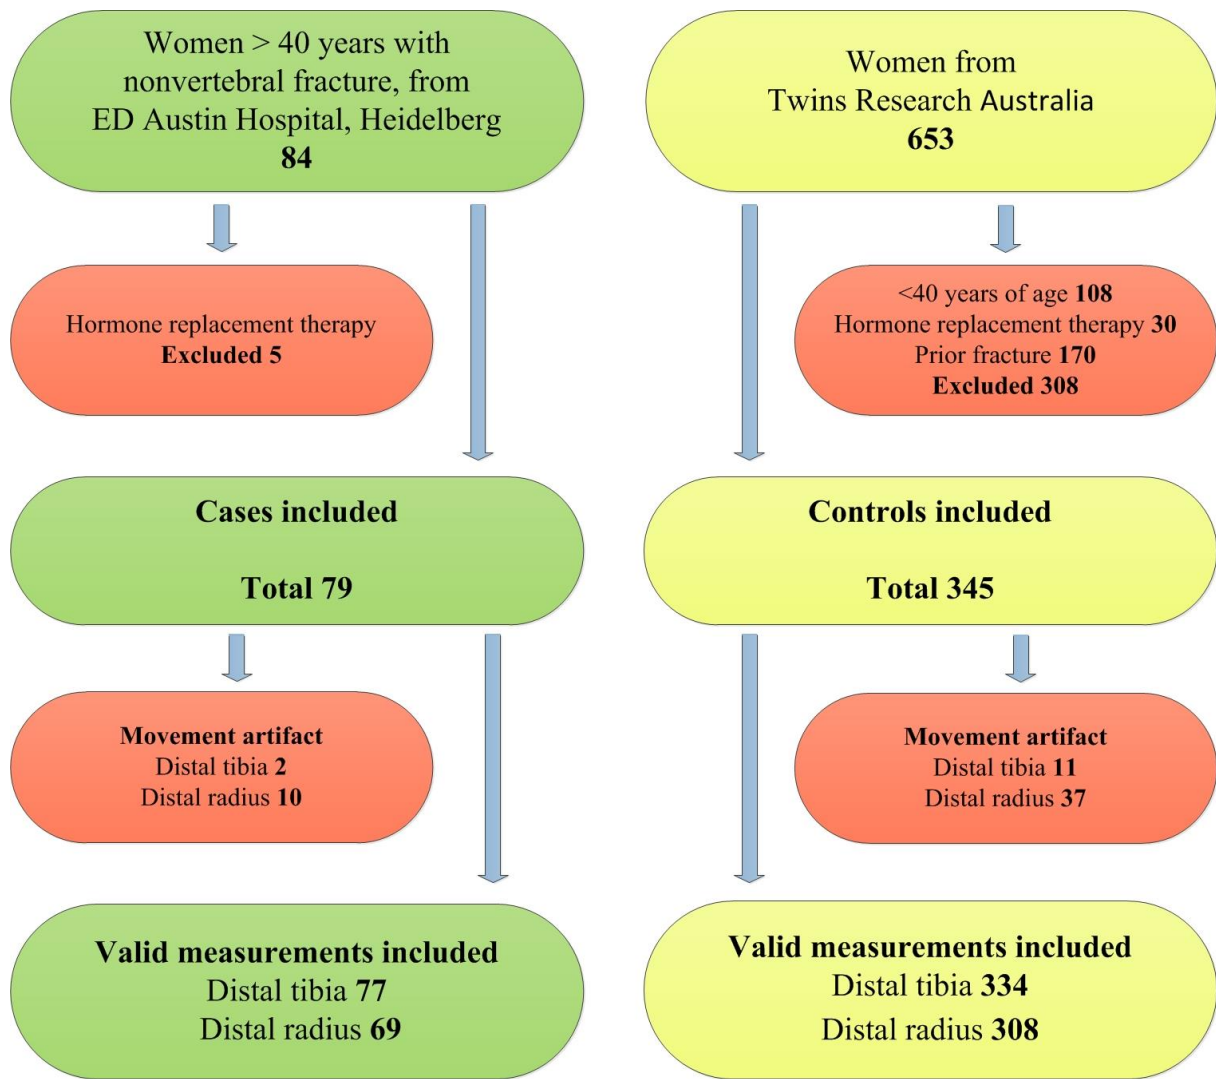 Women > 40 years with
nonvertebral fracture, from
ED Austin Hospital, Heidelberg
84
Women from
Twins Research Australia
653
Hormone replacement therapy
Excluded 5
<40 years of age 108
Hormone replacement therapy 30
Prior fracture 170
Excluded 308
Cases included
Total 79
Controls included
Total 345
Movement artifact
Distal tibia 2
Distal radius 10
Movement artifact
Distal tibia 11
Distal radius 37
Valid measurements included
Distal tibia 77
Distal radius 69
Valid measurements included
Distal tibia 334
Distal radius 308